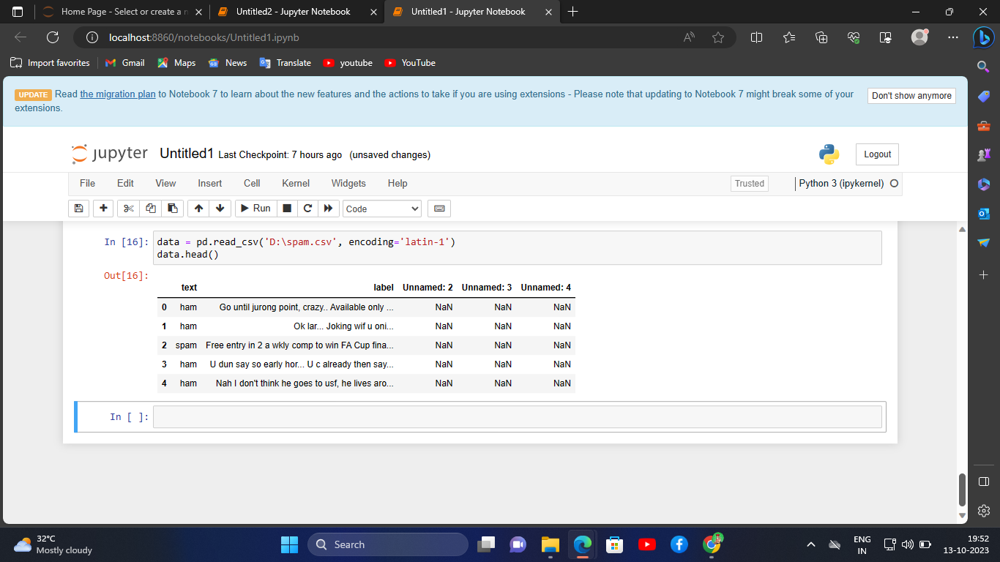 Home Page - Select or create a n
Untitled2 - Jupyter Notebook
Untitled1 - Jupyter Notebook
localhost:8860/notebooks/Untitled1.ipynb
Import favorites Gmail Maps News Translate youtube YouTube
UPDATE Read the migration plan to Notebook 7 to learn about the new features and the actions to take if you are using extensions - Please note that updating to Notebook 7 might break some of your
extensions.
Don't show anymore
jupyter Untitled1 Last Checkpoint: 7 hours ago (unsaved changes)
Logout
File Edit View Insert Cell Kernel Widgets Help
Trusted
Python 3 (ipykernel)
Run
Code
In [16]: data = pd.read_csv('D:\spam.csv', encoding='latin-1')
data.head()
Out[16]:
text label Unnamed: 2 Unnamed: 3 Unnamed: 4
0 ham Go until jurong point, crazy.. Available only ... NaN NaN NaN
1 ham Ok lar... Joking wif u oni... NaN NaN NaN
2 spam Free entry in 2 a wkly comp to win FA Cup fina... NaN NaN NaN
3 ham U dun say so early hor... U c already then say... NaN NaN NaN
4 ham Nah I don't think he goes to usf, he lives aro... NaN NaN NaN
In [ ]:
32°C
Mostly cloudy
Search
ENG
IN
19:52
13-10-2023